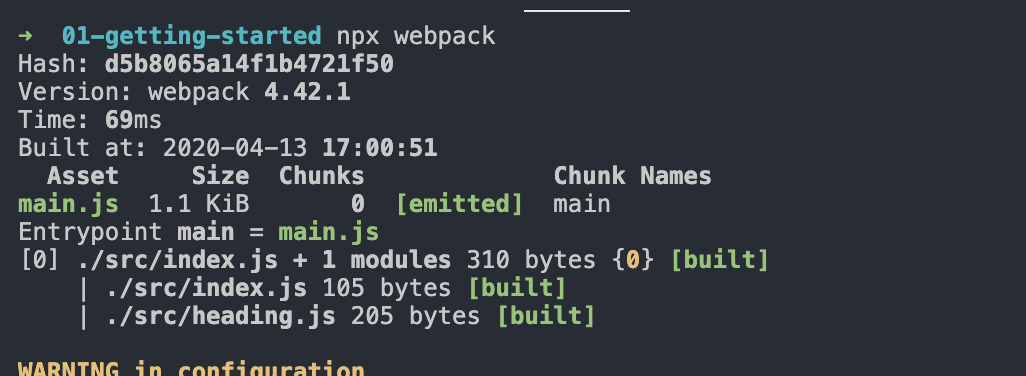 → 01-getting-started npx webpack
Hash: d5b8065a14f1b4721f50
Version: webpack 4.42.1
Time: 69ms
Built at: 2020-04-13 17:00:51
Asset Size Chunks Chunk Names
main.js 1.1 KiB 0 [emitted] main
Entrypoint main = main.js
[0] ./src/index.js + 1 modules 310 bytes {0} [built]
| ./src/index.js 105 bytes [built]
| ./src/heading.js 205 bytes [built]
WARNING in configuration